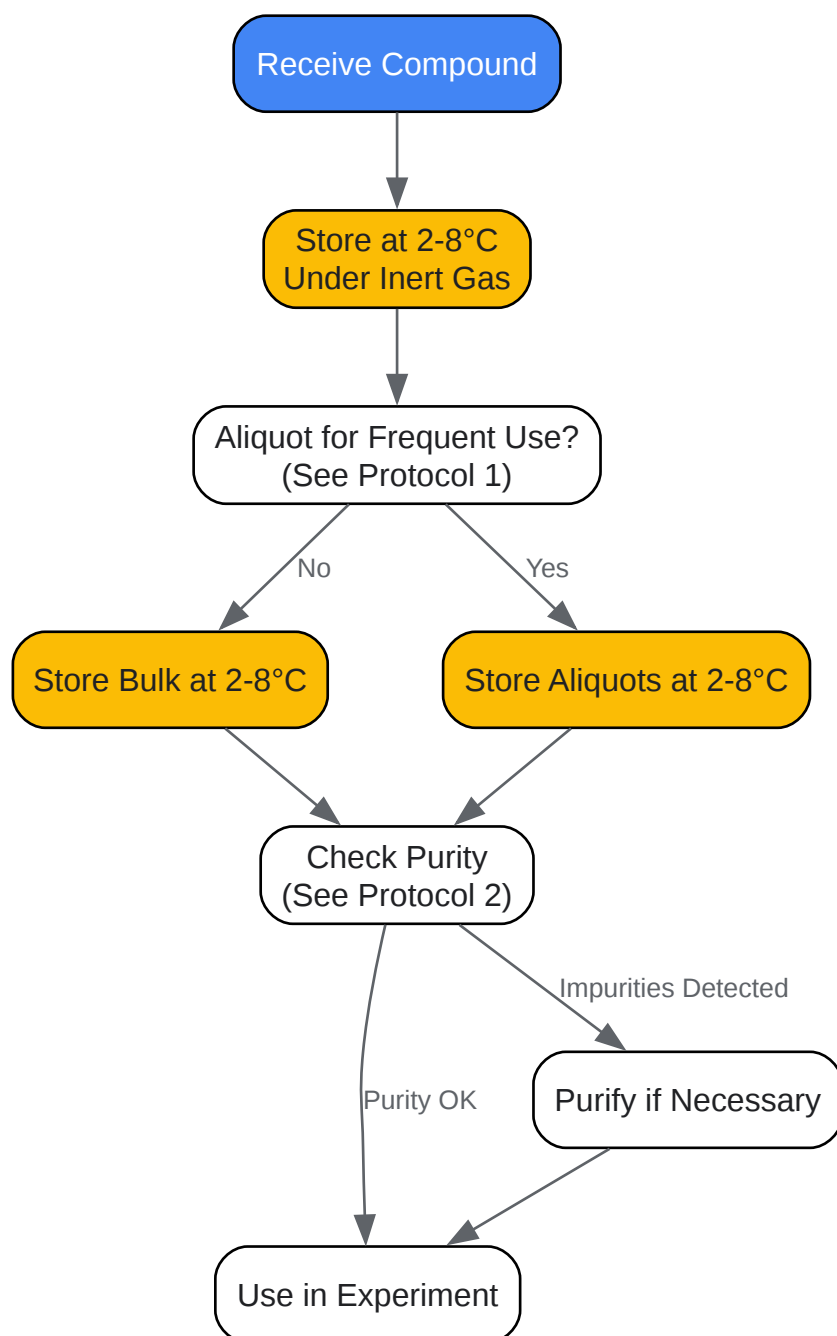 Receive Compound
Store at 2-8°C
Under Inert Gas
Aliquot for Frequent Use?
(See Protocol 1)
No
Yes
Store Bulk at 2-8°C
Store Aliquots at 2-8°C
Check Purity
(See Protocol 2)
Impurities Detected
Purity OK
Purify if Necessary
Use in Experiment